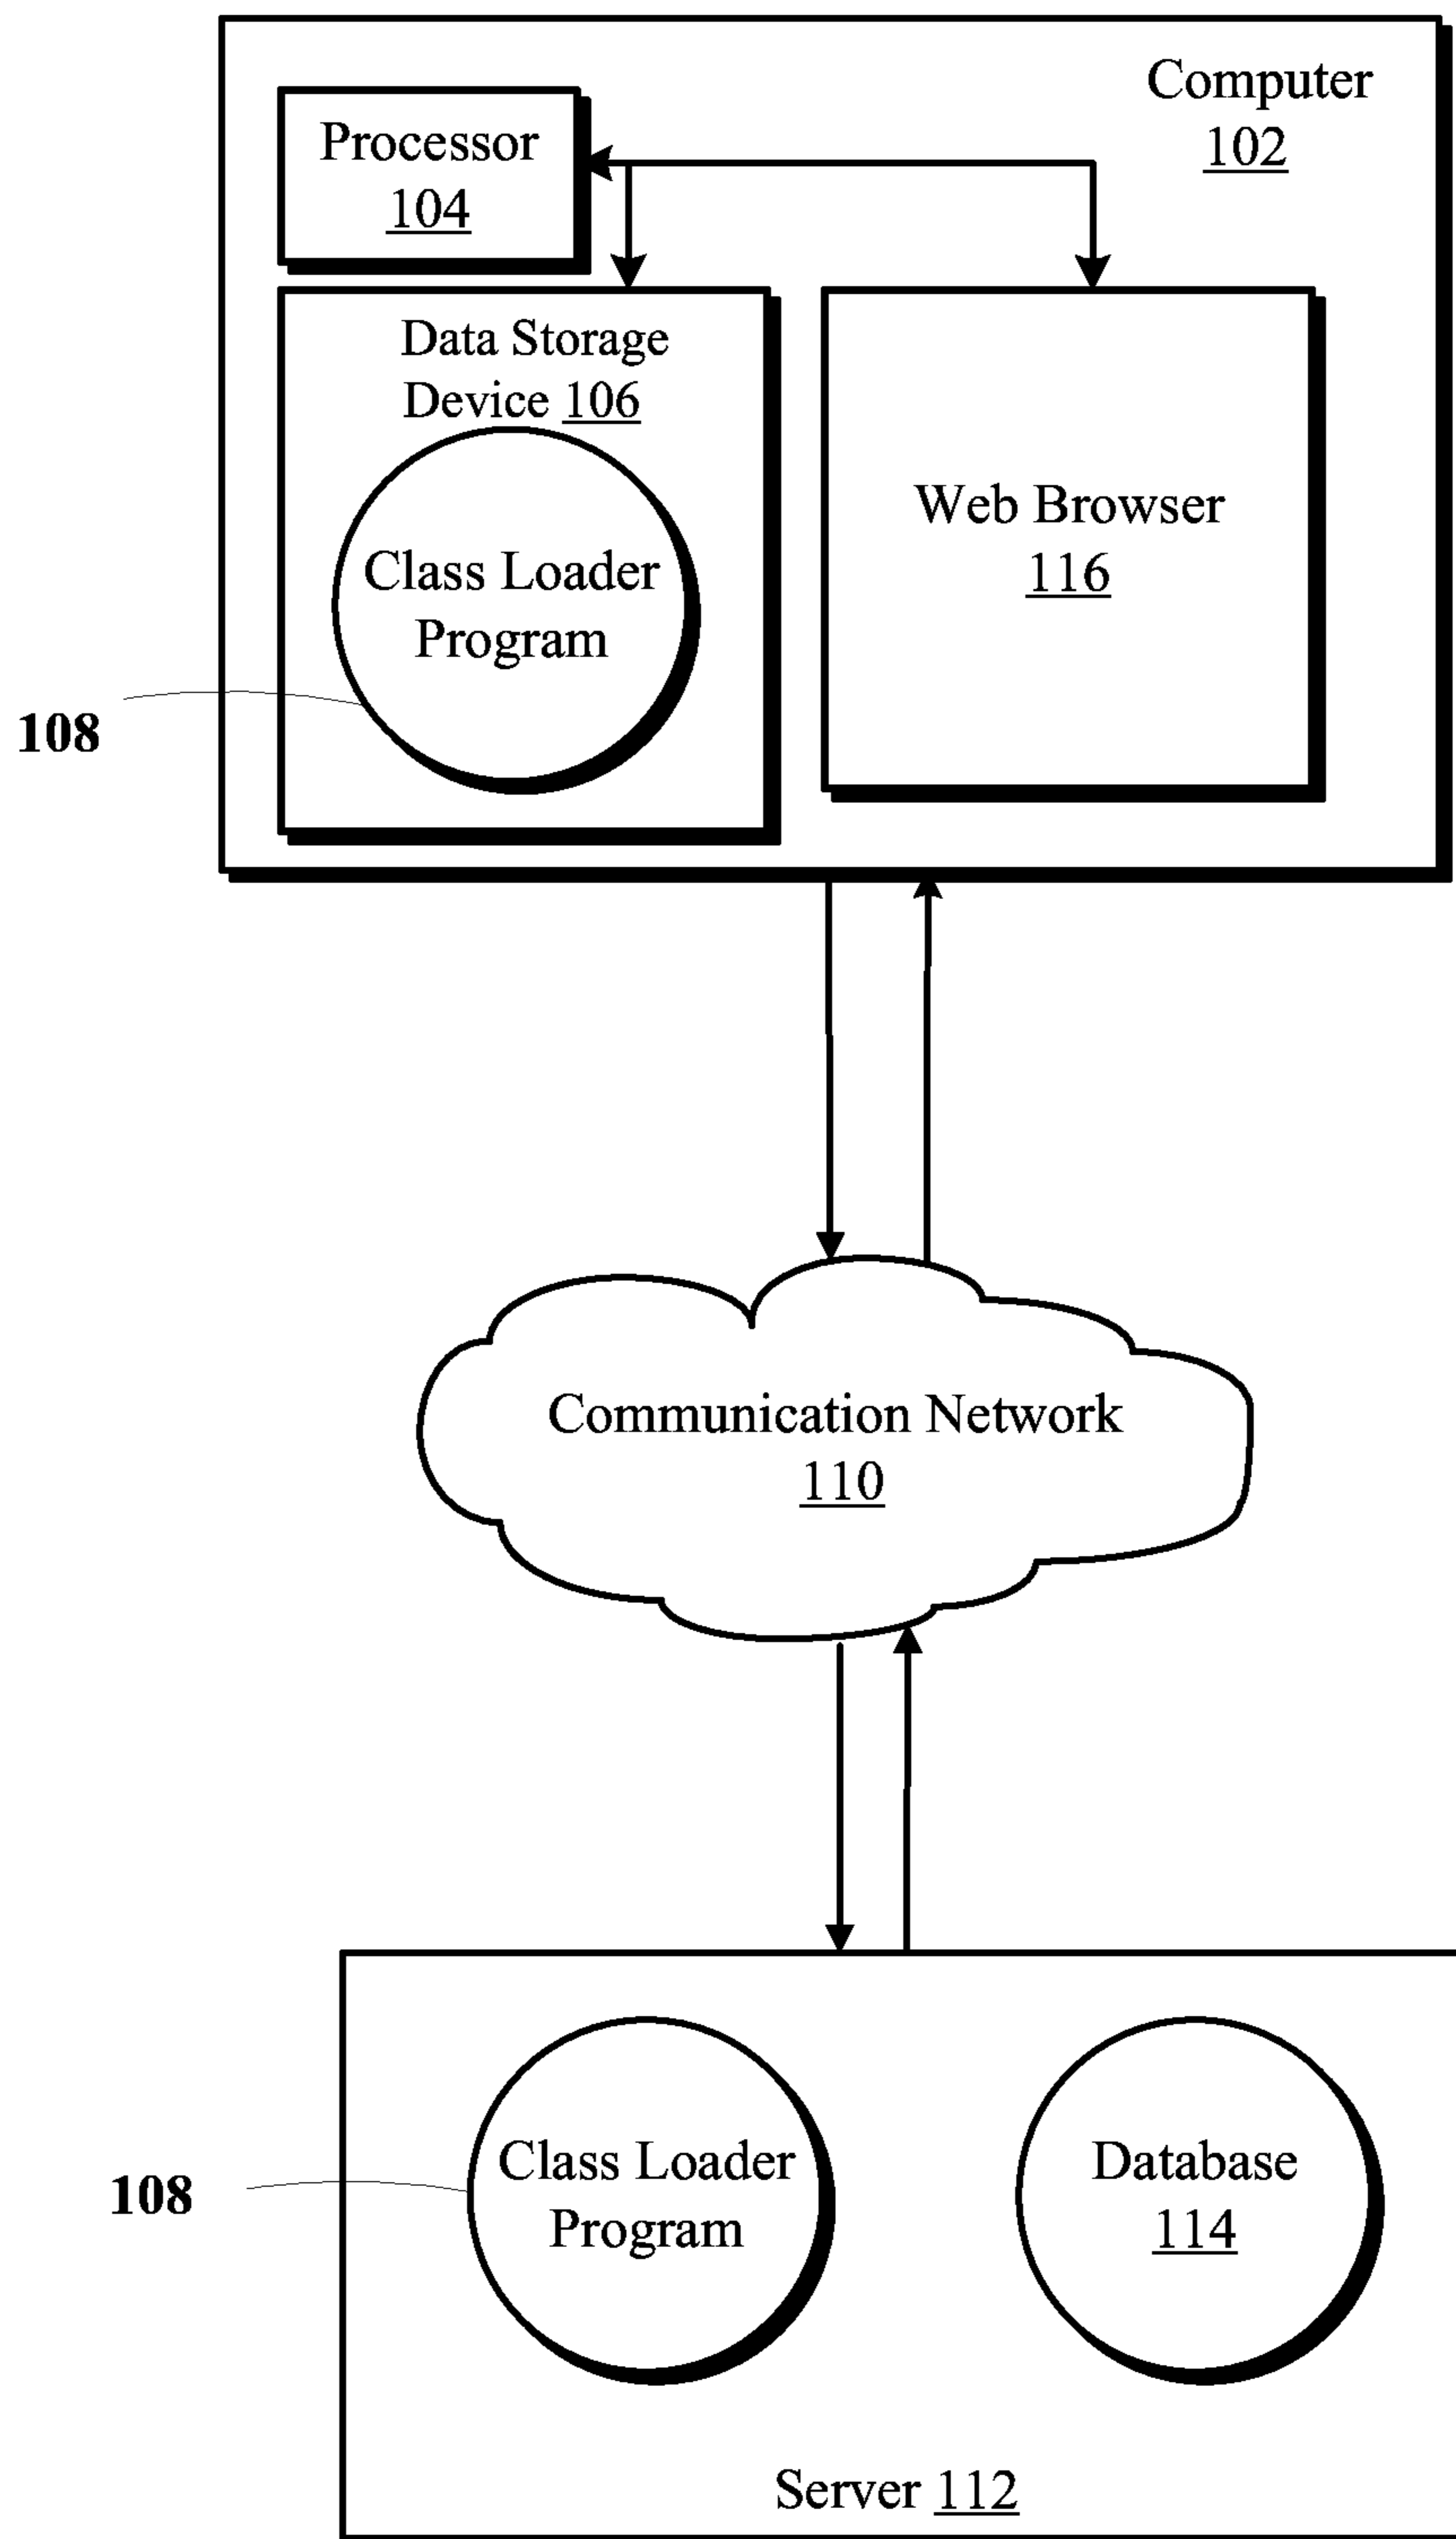 Computer
102
Processor
104
Data Storage
Device 106
Class Loader
Program
108
Web Browser
116
Communication Network
110
Class Loader
Program
108
Database
114
Server 112